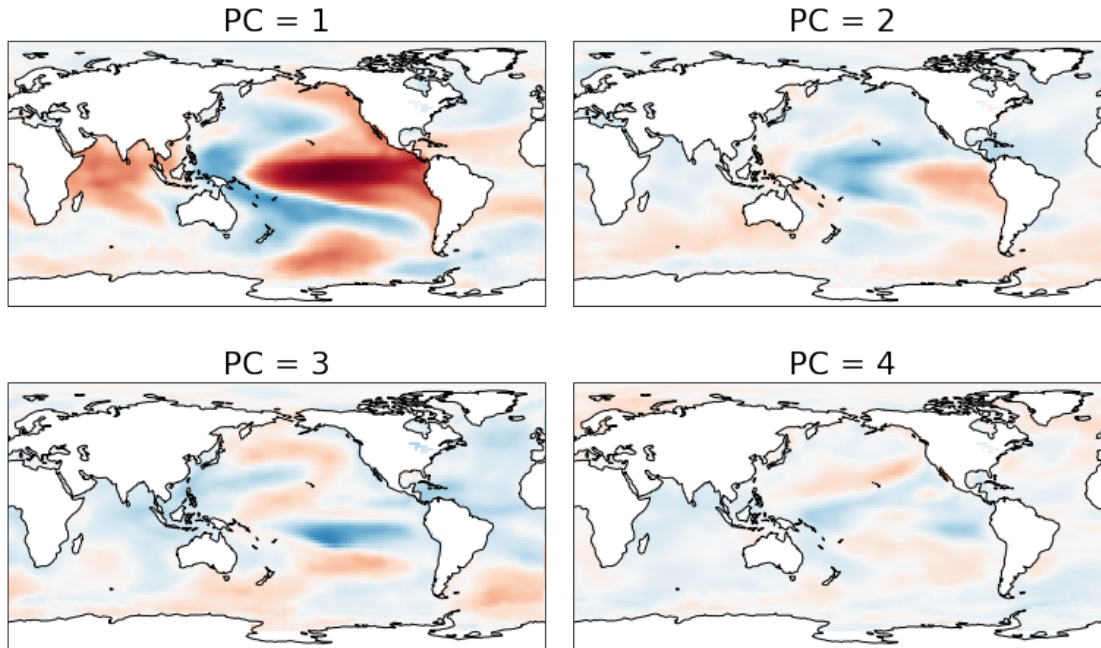 PC = 1
PC = 2
PC = 3
PC = 4